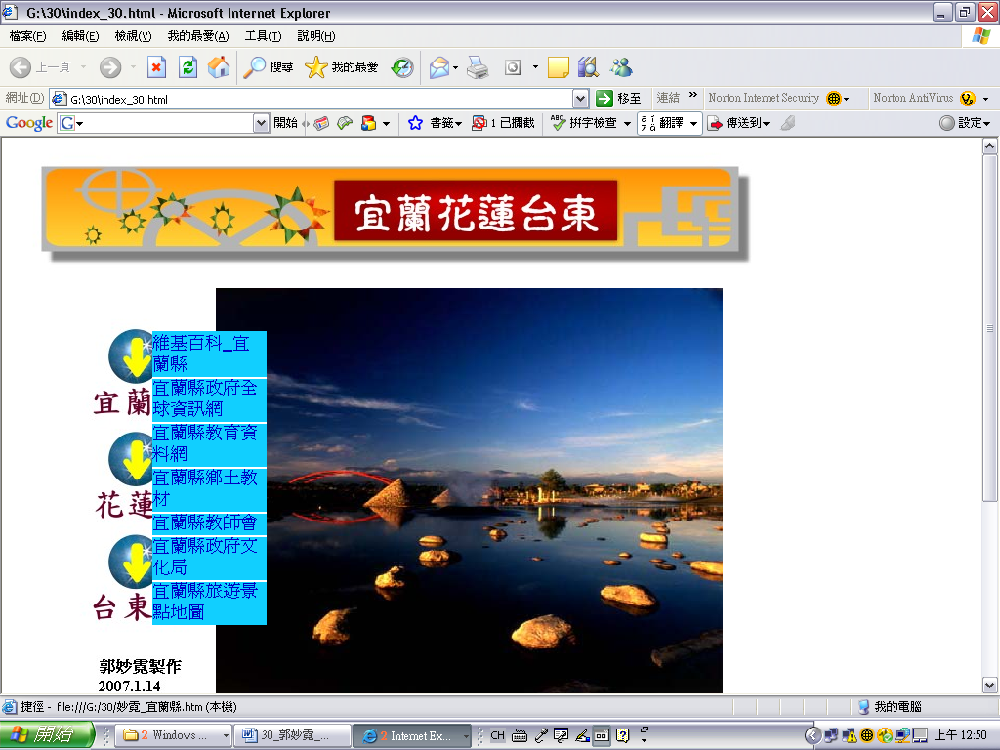 G:\30\index_30.html - Microsoft Internet Explorer
檔案(F) 編輯(E) 檢視(V) 我的最愛(A) 工具(T) 說明(H)
上一頁 搜尋 我的最愛
網址(D) G:\30\index_30.html 移至 連結 » Norton Internet Security Norton AntiVirus
Google G 開始 書籤 1 已攔截 ABC 拼字檢查 翻譯 傳送到 設定
宜蘭花蓮台東
維基百科_宜
蘭縣
宜蘭縣政府全
球資訊網
宜蘭
宜蘭縣教育資
料網
宜蘭縣鄉土教
材
花蓮
宜蘭縣教師會
宜蘭縣政府文
化局
宜蘭縣旅遊景
點地圖
台東
郭妙霓製作
2007.1.14
捷徑 - file:///G:/30/妙霓_宜蘭縣.htm (本機) 我的電腦
開始 2 Windows ... 30_郭妙霓_... 7 Internet Ex... CH 上午 12:50